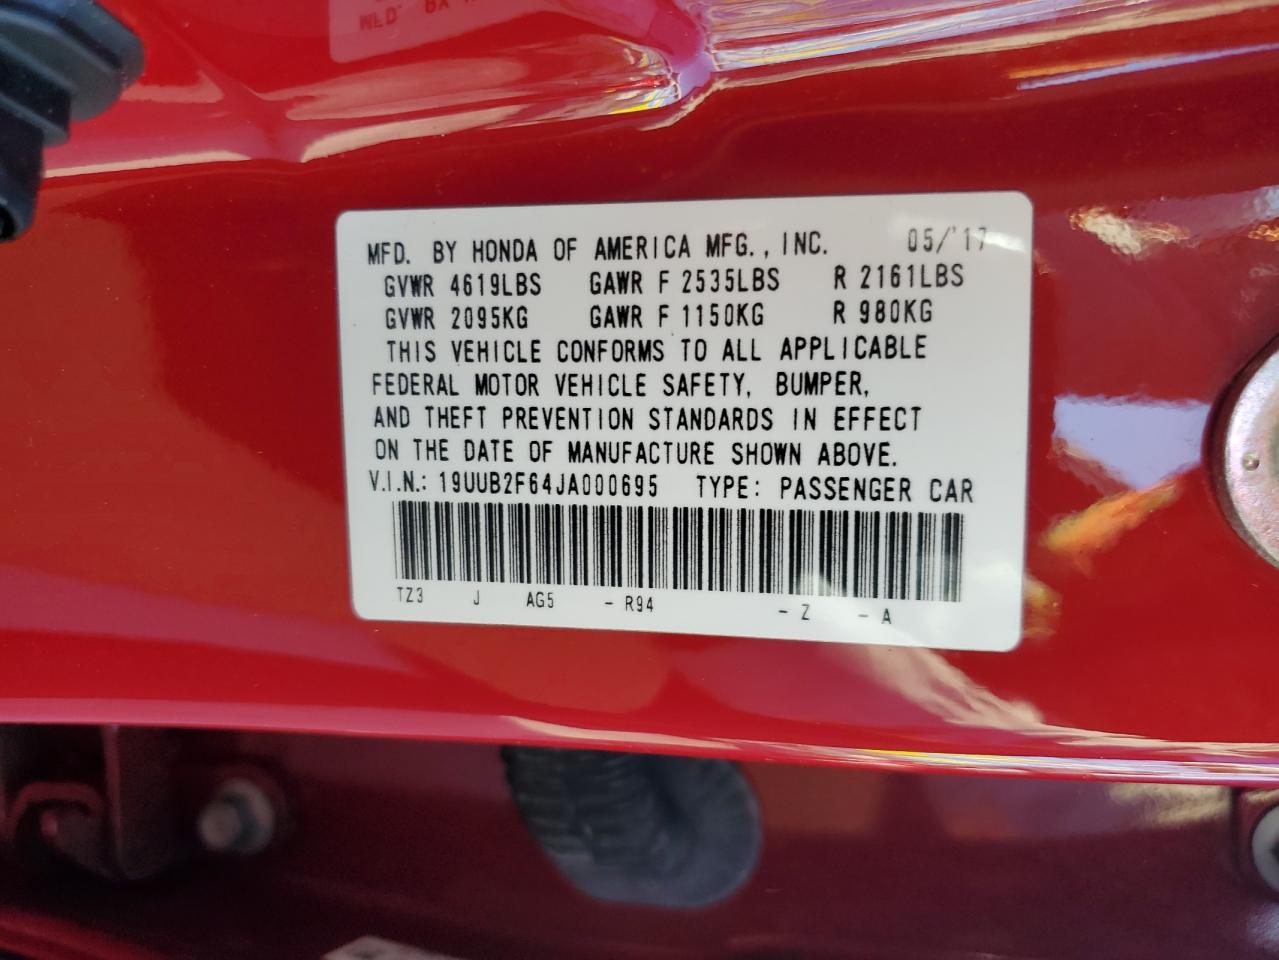 MFD. BY HONDA OF AMERICA MFG., INC. 05/'17
GVWR 4619LBS GAWR F 2535LBS R 2161LBS
GVWR 2095KG GAWR F 1150KG R 980KG
THIS VEHICLE CONFORMS TO ALL APPLICABLE
FEDERAL MOTOR VEHICLE SAFETY, BUMPER,
AND THEFT PREVENTION STANDARDS IN EFFECT
ON THE DATE OF MANUFACTURE SHOWN ABOVE.
V.I.N.: 19UUB2F64JA000695 TYPE: PASSENGER CAR
TZ3 J AG5 - R94 - Z - A